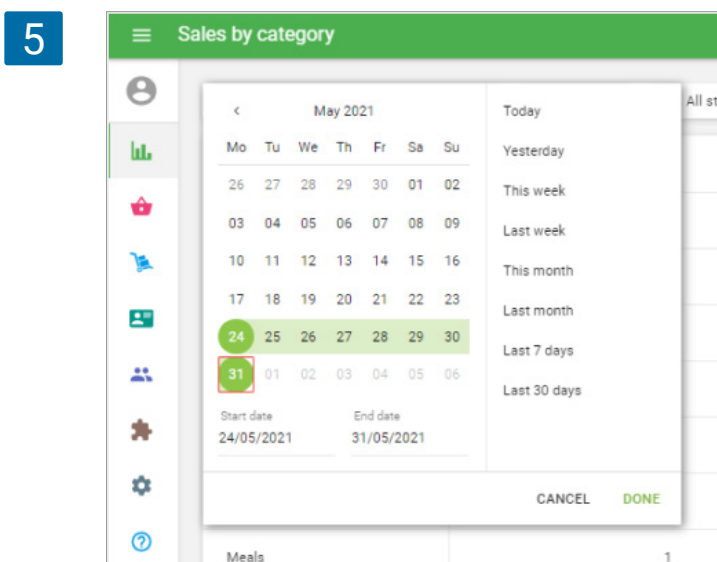 5
Sales by category
All st
May 2021
Mo Tu We Th Fr Sa Su
26 27 28 29 30 01 02
03 04 05 06 07 08 09
10 11 12 13 14 15 16
17 18 19 20 21 22 23
24 25 26 27 28 29 30
31 01 02 03 04 05 06
Start date End date
24/05/2021 31/05/2021
Today
Yesterday
This week
Last week
This month
Last month
Last 7 days
Last 30 days
CANCEL DONE
Meals 1